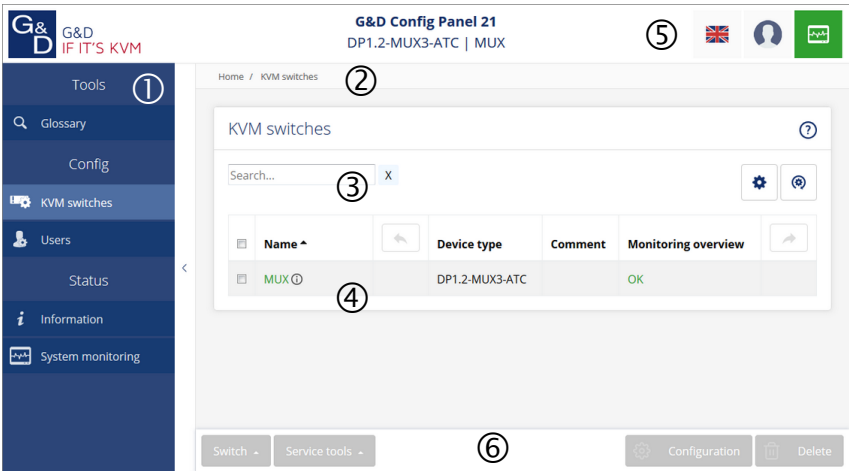 G&D
G&D
IF IT'S KVM
G&D Config Panel 21
DP1.2-MUX3-ATC | MUX
⑤
Tools
①
Glossary
Config
KVM switches
Users
Status
Information
System monitoring
Home / KVM switches
②
KVM switches
?
Search...
X
③
Name
Device type
Comment
Monitoring overview
MUX
DP1.2-MUX3-ATC
OK
④
Switch
Service tools
⑥
Configuration
Delete